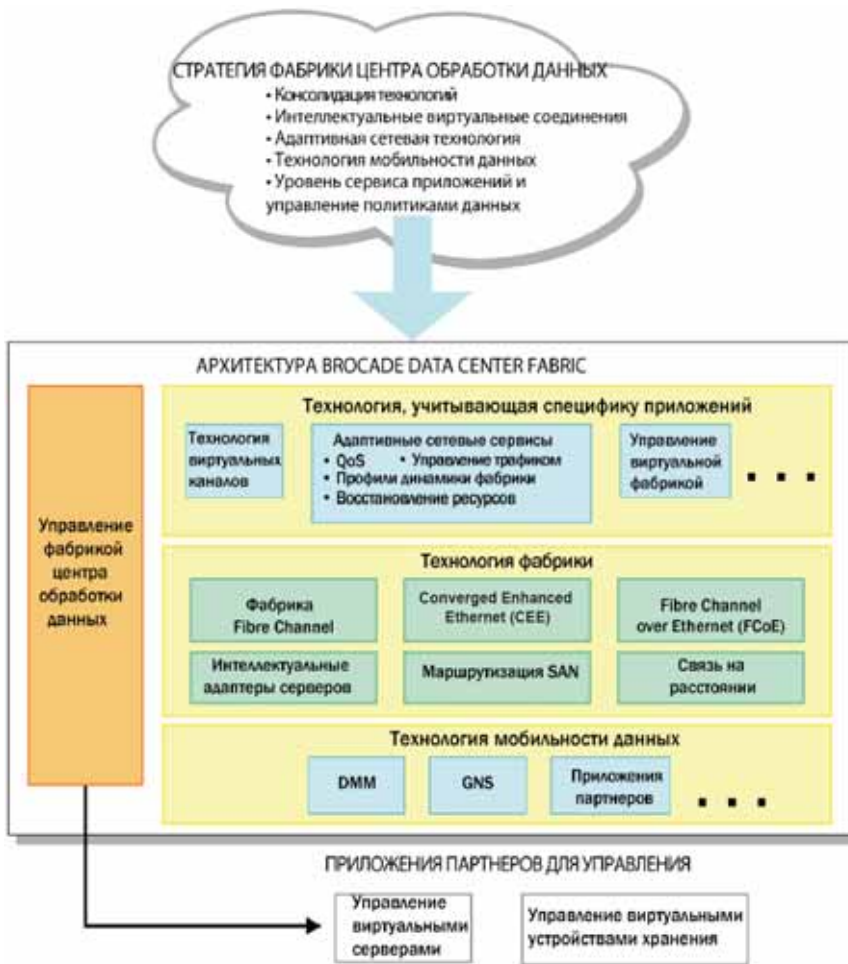 СТРАТЕГИЯ ФАБРИКИ ЦЕНТРА ОБРАБОТКИ ДАННЫХ
• Консолидация технологий
• Интеллектуальные виртуальные соединения
• Адаптивная сетевая технология
• Технология мобильности данных
• Уровень сервиса приложений и
управление политиками данных
АРХИТЕКТУРА BROCADE DATA CENTER FABRIC
Управление
фабрикой
центра
обработки
данных
Технология, учитывающая специфику приложений
Технология
виртуальных
каналов
Адаптивные сетевые сервисы
• QoS • Управление трафиком
• Профили динамики фабрики
• Восстановление ресурсов
Управление
виртуальной
фабрикой
. . .
Технология фабрики
Фабрика
Fibre Channel
Converged Enhanced
Ethernet (CEE)
Fibre Channel
over Ethernet (FCoE)
Интеллектуальные
адаптеры серверов
Маршрутизация SAN
Связь на
расстоянии
Технология мобильности данных
DMM
GNS
Приложения
партнеров
. . .
ПРИЛОЖЕНИЯ ПАРТНЕРОВ ДЛЯ УПРАВЛЕНИЯ
Управление
виртуальными
серверами
Управление виртуальными
устройствами хранения